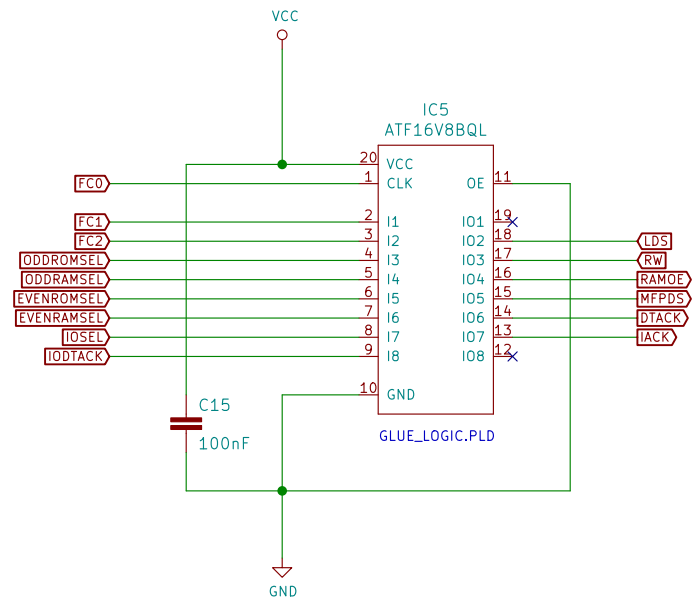 VCC
IC5
ATF16V8BQL
20 VCC
FC0 1 CLK OE 11
IO1 19
FC1 2 I1
FC2 3 I2 IO2 18 LDS
ODDROMSEL 4 I3 IO3 17 RW
ODDRAMSEL 5 I4 IO4 16 RAMOE
EVENROMSEL 6 I5 IO5 15 MFPDS
EVENRAMSEL 7 I6 IO6 14 DTACK
IOSEL 8 I7 IO7 13 IACK
IODTACK 9 I8 IO8 12
10 GND
C15
100nF
GLUE_LOGIC.PLD
GND